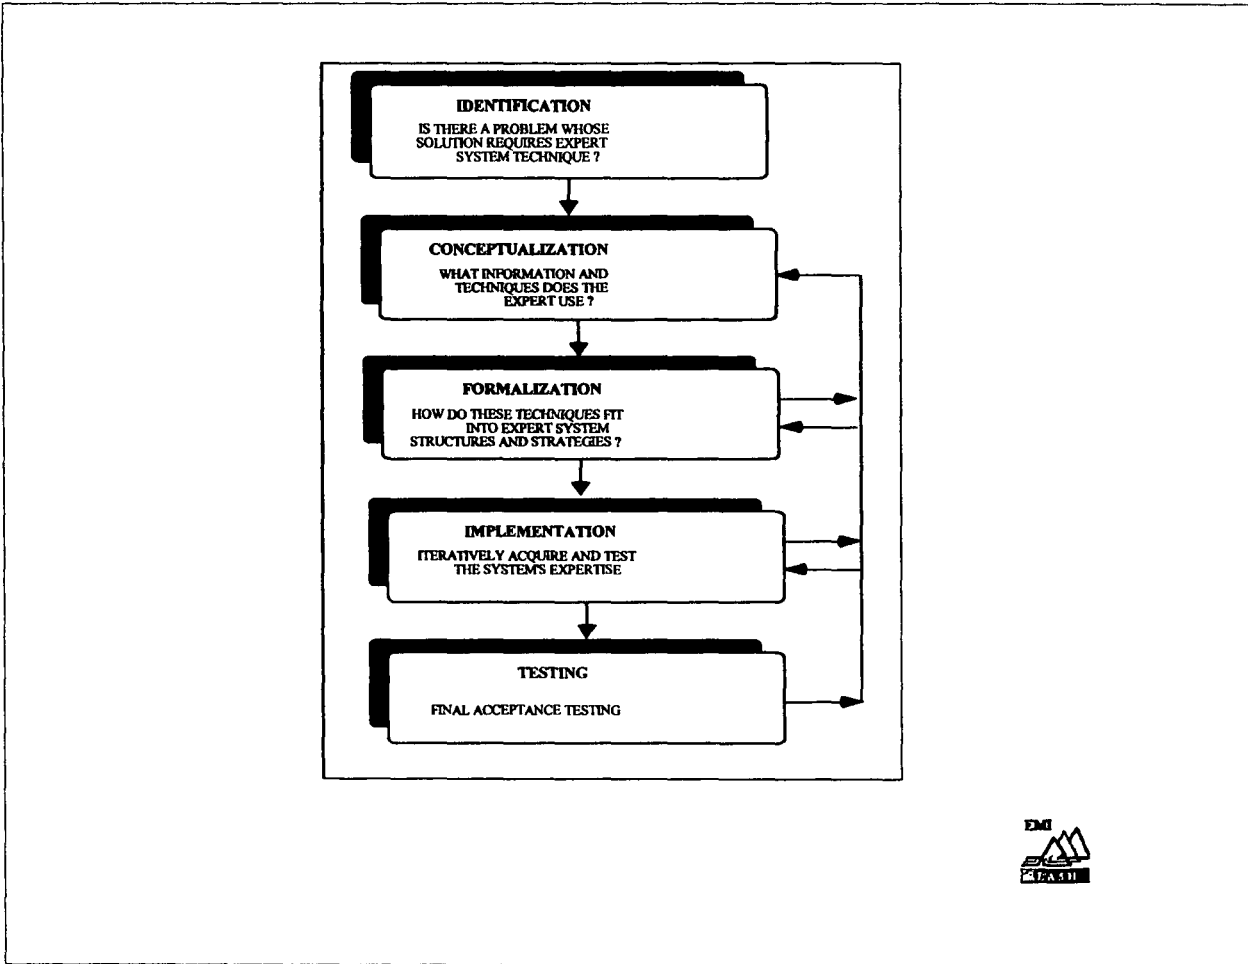 IDENTIFICATION
IS THERE A PROBLEM WHOSE
SOLUTION REQUIRES EXPERT
SYSTEM TECHNIQUE ?
CONCEPTUALIZATION
WHAT INFORMATION AND
TECHNIQUES DOES THE
EXPERT USE ?
FORMALIZATION
HOW DO THESE TECHNIQUES FIT
INTO EXPERT SYSTEM
STRUCTURES AND STRATEGIES ?
IMPLEMENTATION
ITERATIVELY ACQUIRE AND TEST
THE SYSTEM'S EXPERTISE
TESTING
FINAL ACCEPTANCE TESTING
EMI